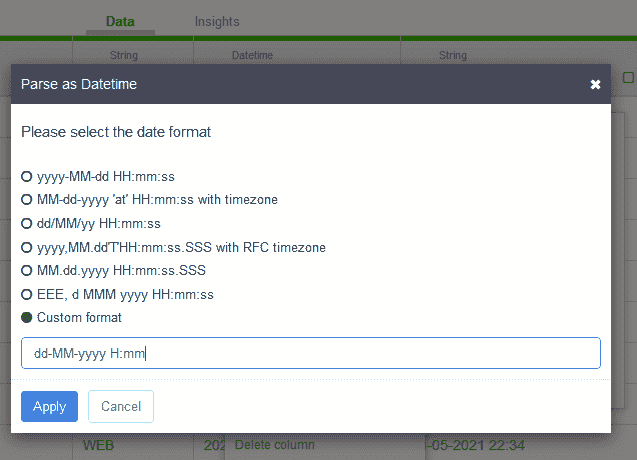 Data Insights
String Datetime String
Parse as Datetime ✖
Please select the date format
yyyy-MM-dd HH:mm:ss
MM-dd-yyyy 'at' HH:mm:ss with timezone
dd/MM/yy HH:mm:ss
yyyy,MM.dd'T'HH:mm:ss.SSS with RFC timezone
MM.dd.yyyy HH:mm:ss.SSS
EEE, d MMM yyyy HH:mm:ss
Custom format
dd-MM-yyyy H:mm
Apply Cancel
WEB 202 Delete column -05-2021 22:34